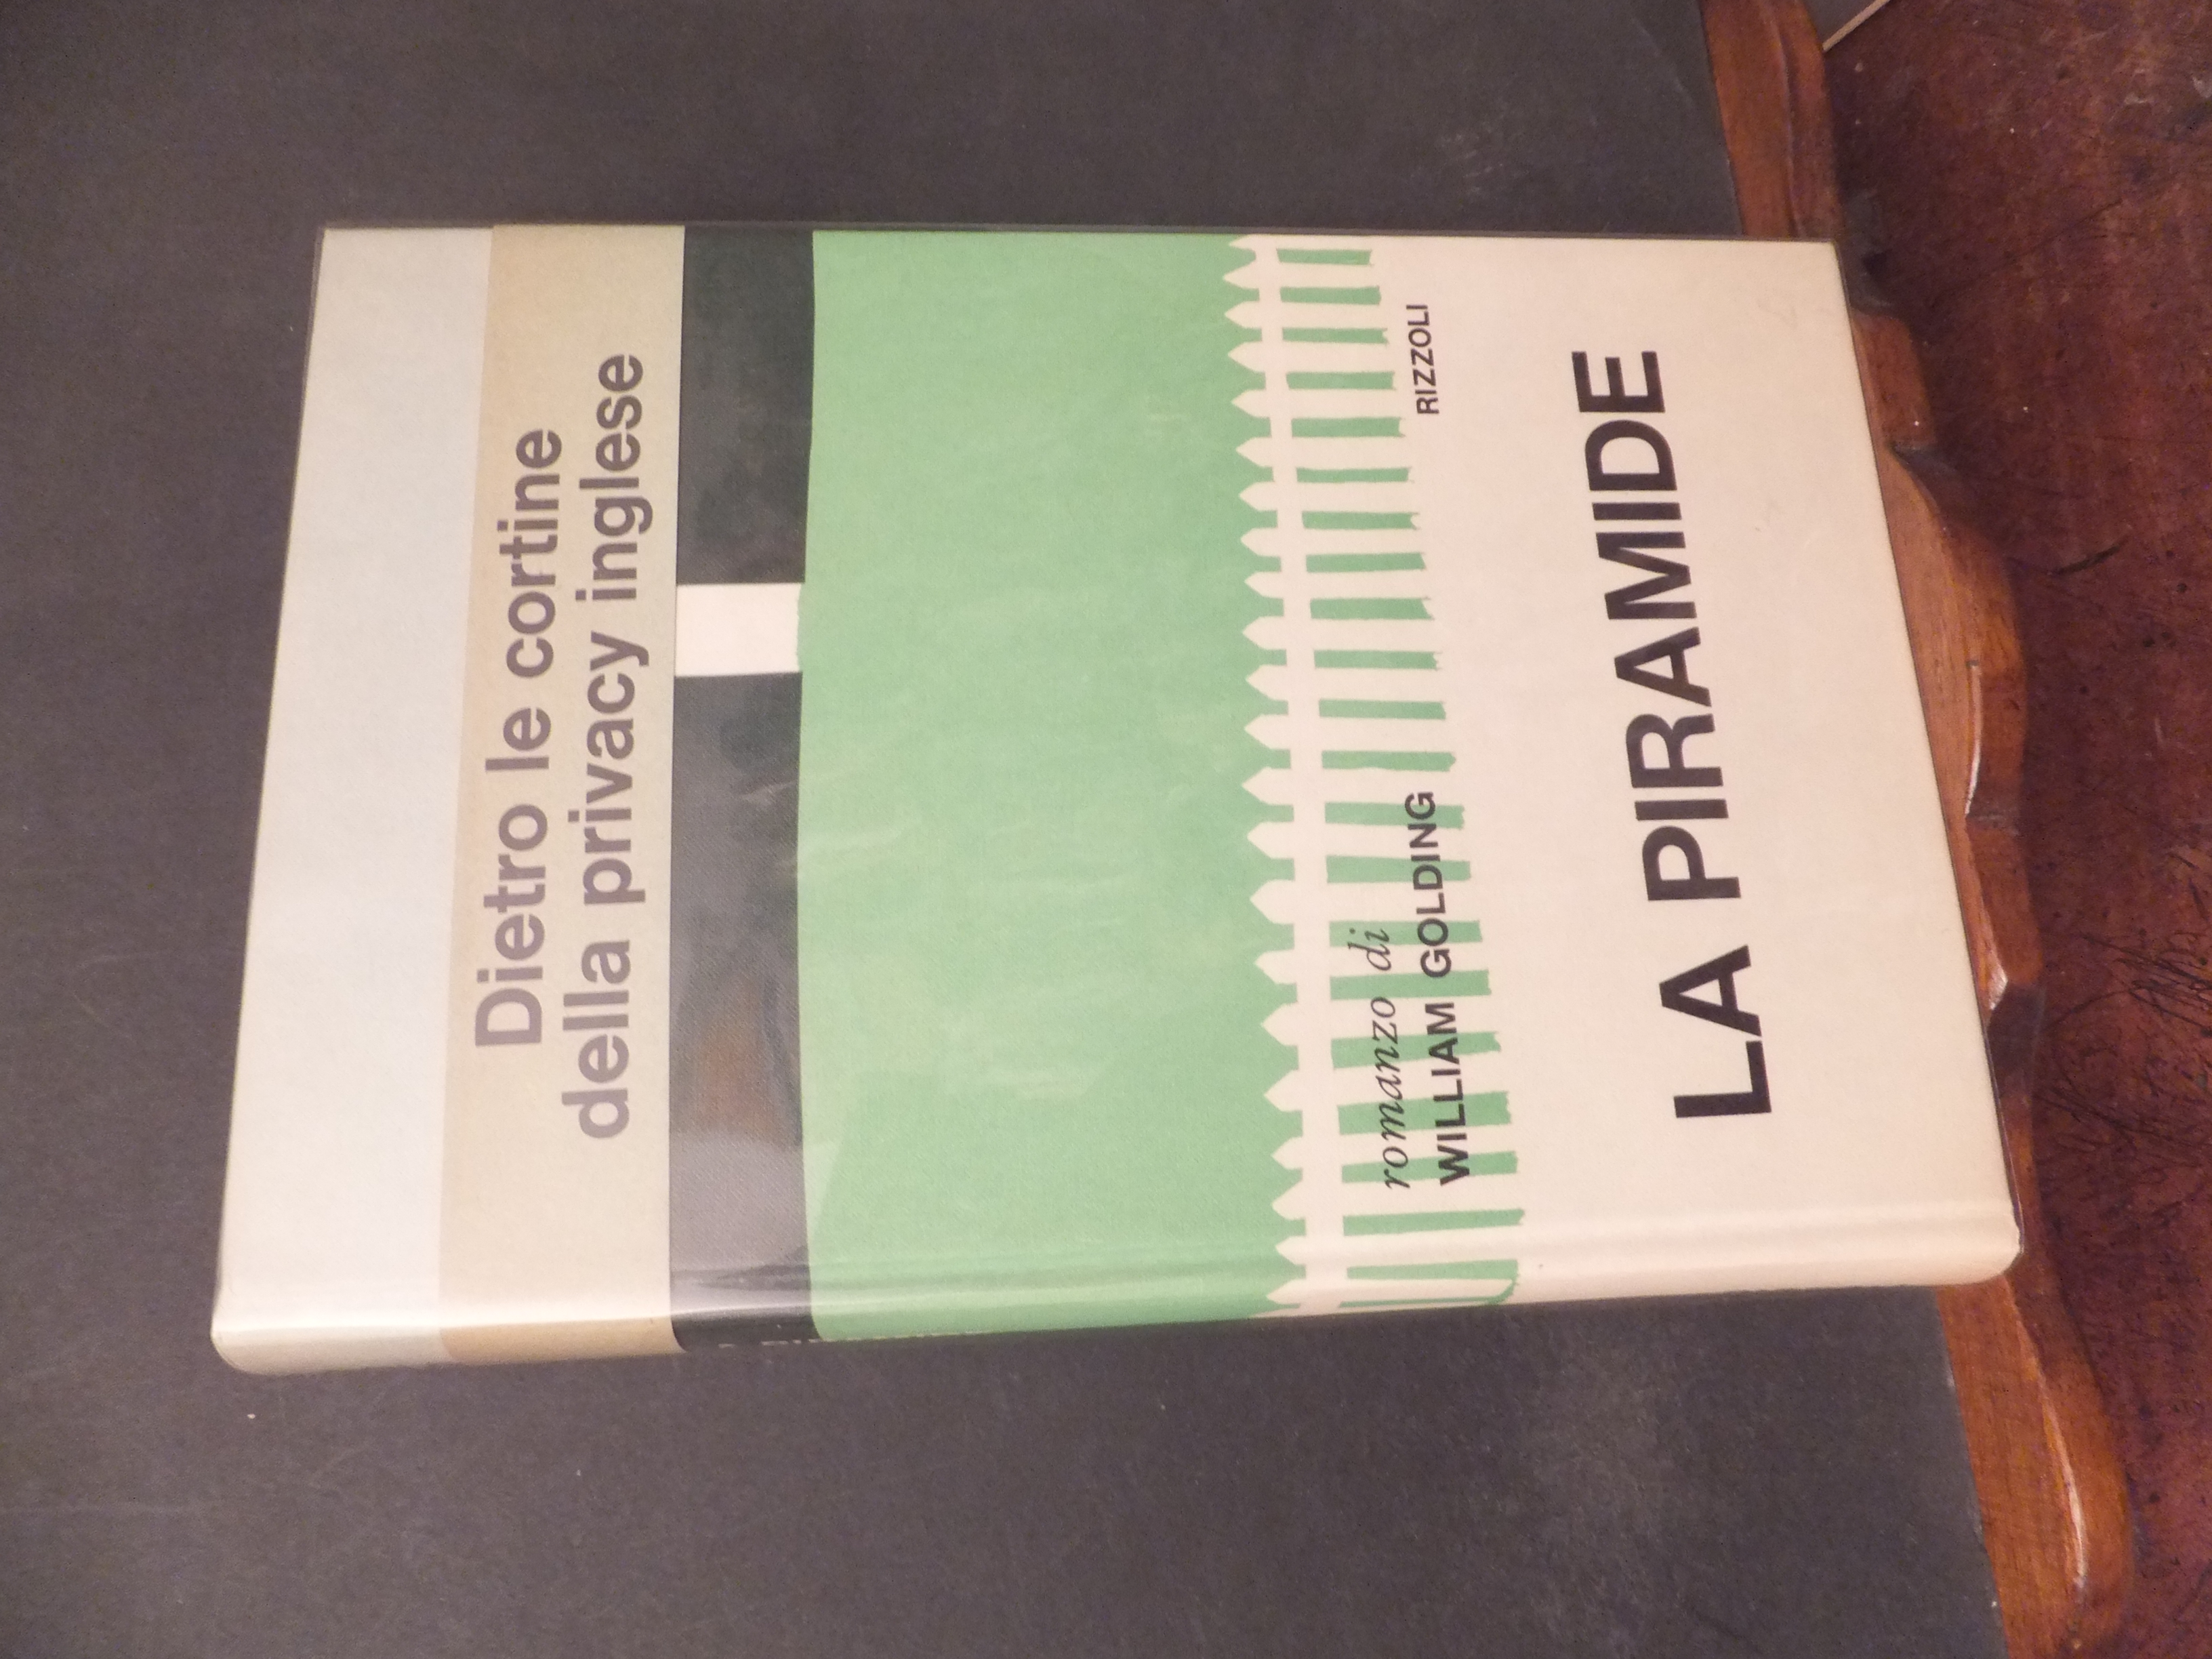 Dietro le cortine
della privacy inglese
romanzo di
WILLIAM GOLDING
RIZZOLI
LA PIRAMIDE